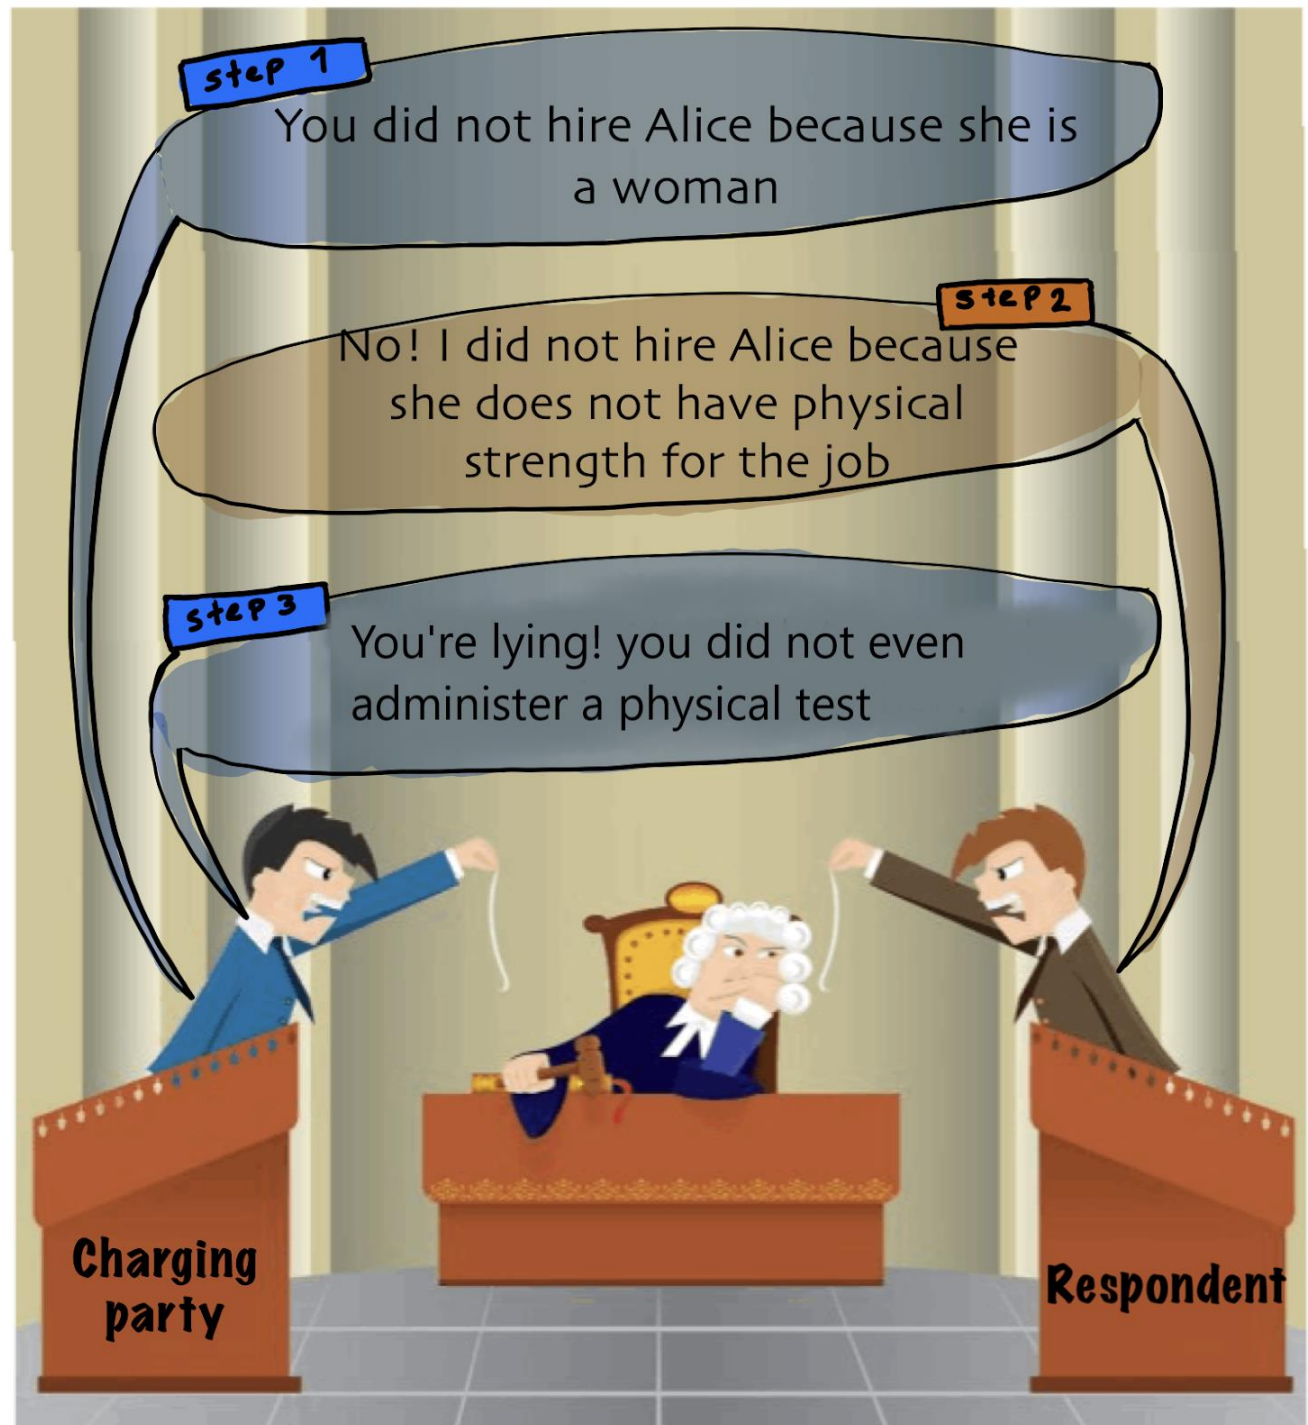 step 1
You did not hire Alice because she is
a woman
step 2
No! I did not hire Alice because
she does not have physical
strength for the job
step 3
You're lying! you did not even
administer a physical test
Charging
party
Respondent